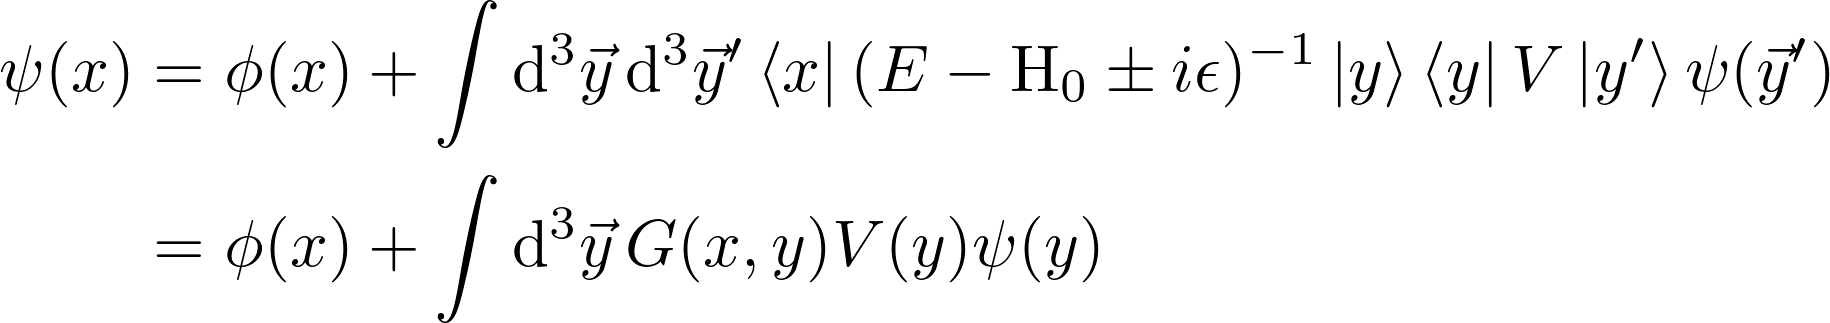 ψ(x) = ϕ(x) + ∫ d³y⃗ d³y⃗′ ⟨x| (E − H₀ ± iϵ)⁻¹ |y⟩ ⟨y| V |y′⟩ ψ(y⃗′)
= ϕ(x) + ∫ d³y⃗ G(x, y)V(y)ψ(y)